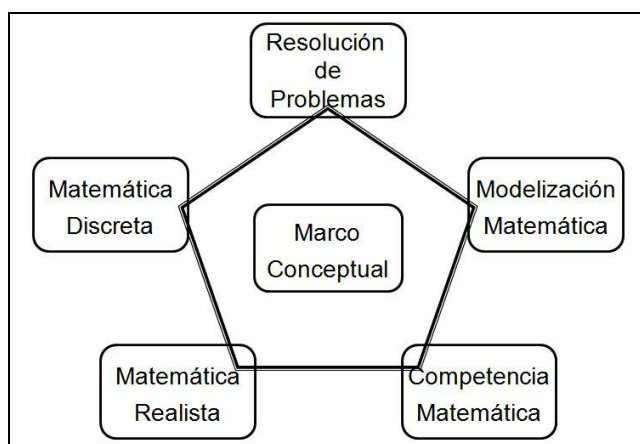 Resolución
de
Problemas
Matemática
Discreta
Modelización
Matemática
Marco
Conceptual
Matemática
Realista
Competencia
Matemática